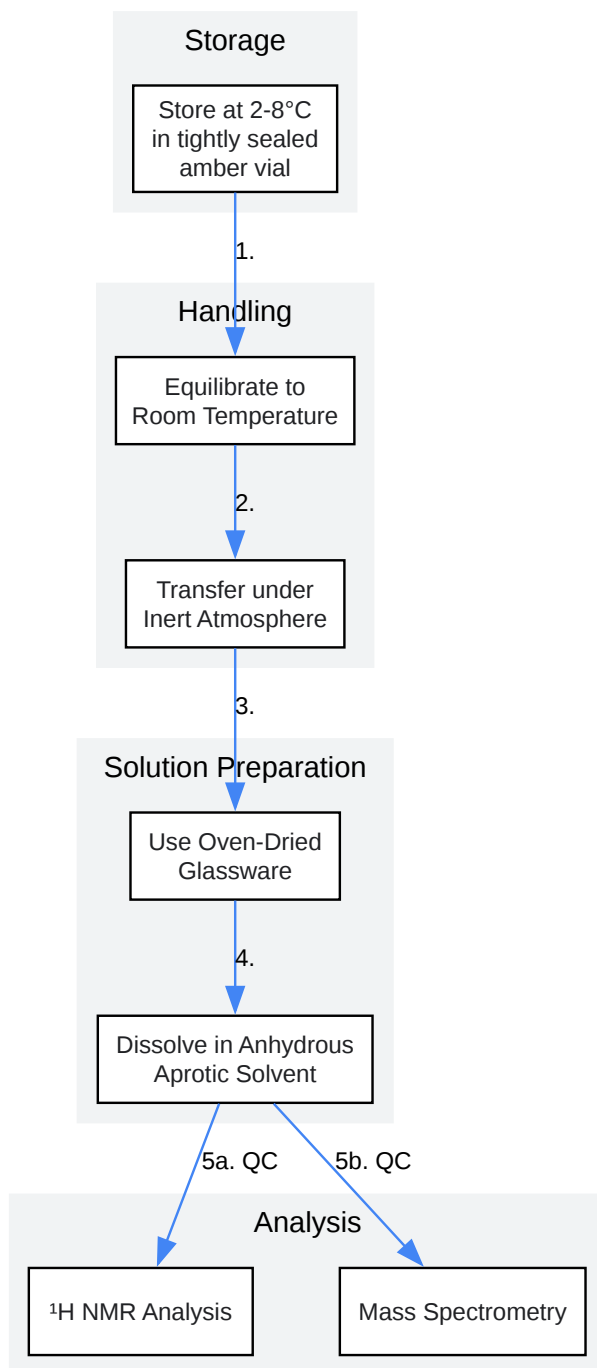 Storage
Store at 2-8°C
in tightly sealed
amber vial
1.
Handling
Equilibrate to
Room Temperature
2.
Transfer under
Inert Atmosphere
3.
Solution Preparation
Use Oven-Dried
Glassware
4.
Dissolve in Anhydrous
Aprotic Solvent
5a. QC
5b. QC
Analysis
¹H NMR Analysis
Mass Spectrometry